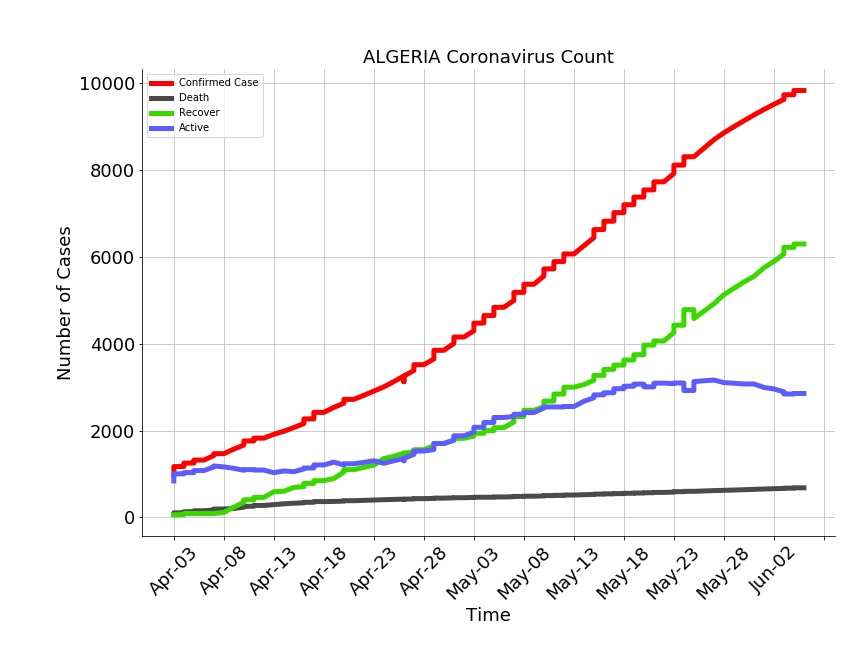 ALGERIA Coronavirus Count
Confirmed Case
Death
Recover
Active
Number of Cases
10000
8000
6000
4000
2000
0
Apr-03
Apr-08
Apr-13
Apr-18
Apr-23
Apr-28
May-03
May-08
May-13
May-18
May-23
May-28
Jun-02
Time